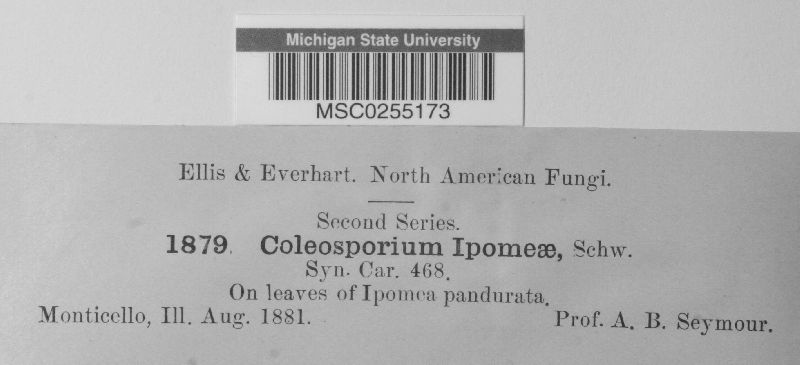 Michigan State University
MSC0255173
Ellis & Everhart. North American Fungi.
Second Series.
1879. Coleosporium Ipomeæ, Schw.
Syn. Car. 468.
On leaves of Ipomea pandurata.
Monticello, Ill. Aug. 1881. Prof. A. B. Seymour.